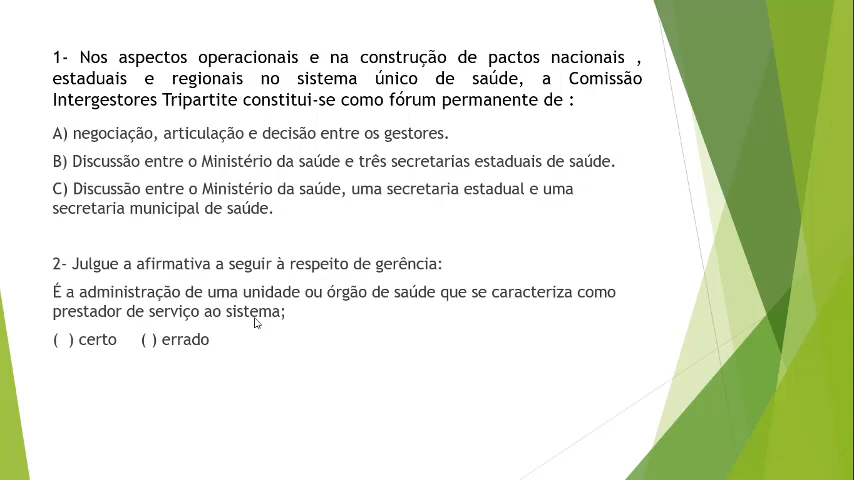 1- Nos aspectos operacionais e na construção de pactos nacionais ,
estaduais e regionais no sistema único de saúde, a Comissão
Intergestores Tripartite constitui-se como fórum permanente de :
A) negociação, articulação e decisão entre os gestores.
B) Discussão entre o Ministério da saúde e três secretarias estaduais de saúde.
C) Discussão entre o Ministério da saúde, uma secretaria estadual e uma
secretaria municipal de saúde.
2- Julgue a afirmativa a seguir à respeito de gerência:
É a administração de uma unidade ou órgão de saúde que se caracteriza como
prestador de serviço ao sistema;
( ) certo ( ) errado